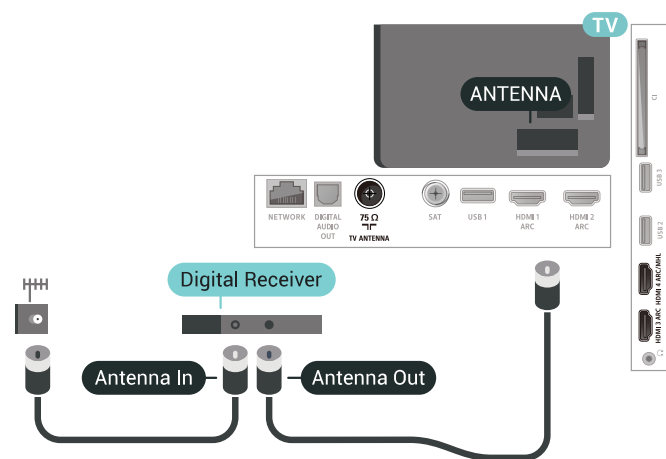 TV
ANTENNA
CI
USB 3
USB 2
HDMI 4 ARC/MHL
HDMI 3 ARC
NETWORK
DIGITAL
AUDIO
OUT
75 Ω
TV ANTENNA
SAT
USB 1
HDMI 1
ARC
HDMI 2
ARC
Digital Receiver
Antenna In
Antenna Out